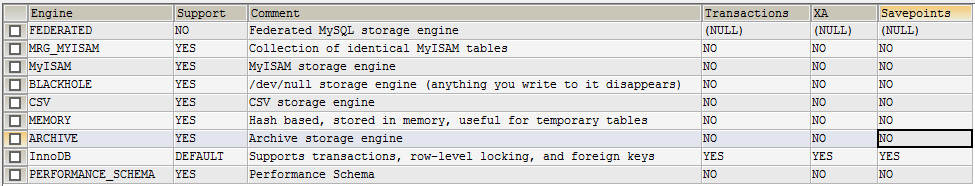 Engine Support Comment Transactions XA Savepoints
FEDERATED NO Federated MySQL storage engine (NULL) (NULL) (NULL)
MRG_MYISAM YES Collection of identical MyISAM tables NO NO NO
MyISAM YES MyISAM storage engine NO NO NO
BLACKHOLE YES /dev/null storage engine (anything you write to it disappears) NO NO NO
CSV YES CSV storage engine NO NO NO
MEMORY YES Hash based, stored in memory, useful for temporary tables NO NO NO
ARCHIVE YES Archive storage engine NO NO NO
InnoDB DEFAULT Supports transactions, row-level locking, and foreign keys YES YES YES
PERFORMANCE_SCHEMA YES Performance Schema NO NO NO